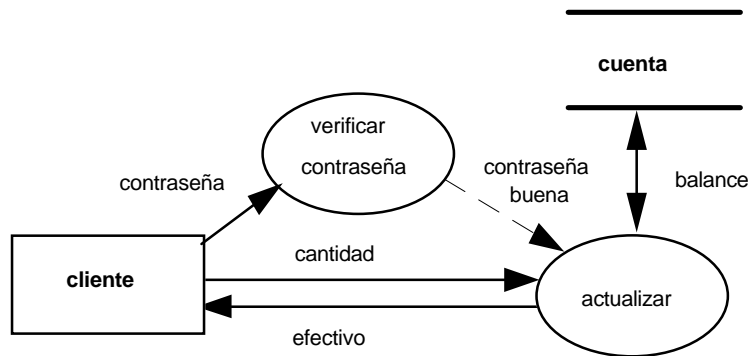 cuenta
verificar
contraseña
contraseña
contraseña
buena
balance
cantidad
cliente
actualizar
efectivo